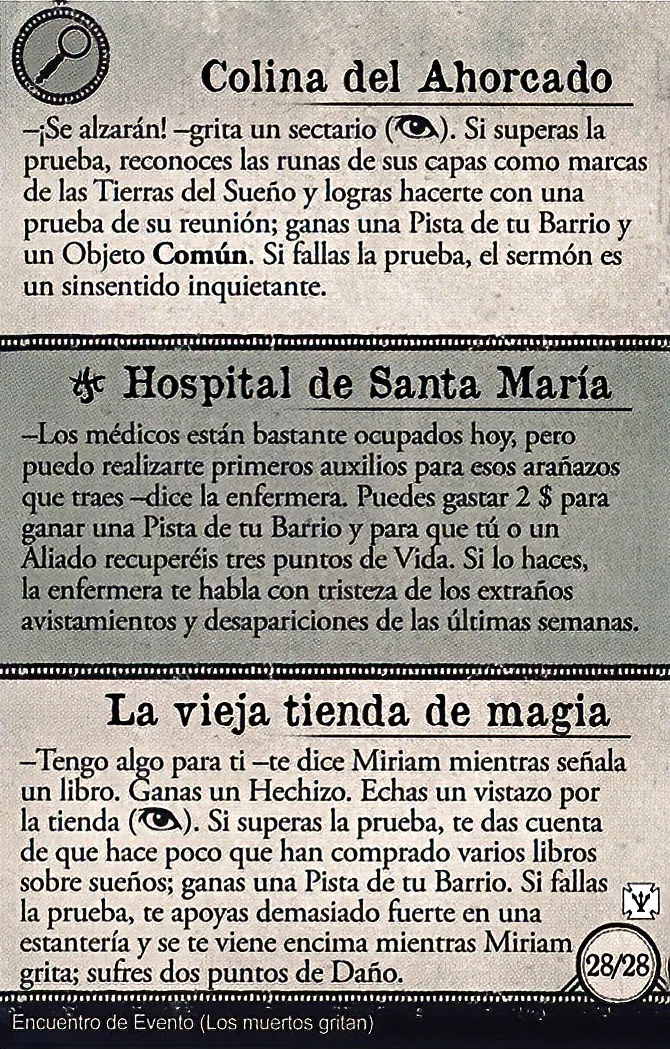 Colina del Ahorcado
–¡Se alzarán! –grita un sectario (). Si superas la
prueba, reconoces las runas de sus capas como marcas
de las Tierras del Sueño y logras hacerte con una
prueba de su reunión; ganas una Pista de tu Barrio y
un Objeto Común. Si fallas la prueba, el sermón es
un sinsentido inquietante.
Hospital de Santa María
–Los médicos están bastante ocupados hoy, pero
puedo realizarte primeros auxilios para esos arañazos
que traes –dice la enfermera. Puedes gastar 2 $ para
ganar una Pista de tu Barrio y para que tú o un
Aliado recuperéis tres puntos de Vida. Si lo haces,
la enfermera te habla con tristeza de los extraños
avistamientos y desapariciones de las últimas semanas.
La vieja tienda de magia
–Tengo algo para ti –te dice Miriam mientras señala
un libro. Ganas un Hechizo. Echas un vistazo por
la tienda (). Si superas la prueba, te das cuenta
de que hace poco que han comprado varios libros
sobre sueños; ganas una Pista de tu Barrio. Si fallas
la prueba, te apoyas demasiado fuerte en una
estantería y se te viene encima mientras Miriam
grita; sufres dos puntos de Daño.
28/28
Encuentro de Evento (Los muertos gritan)